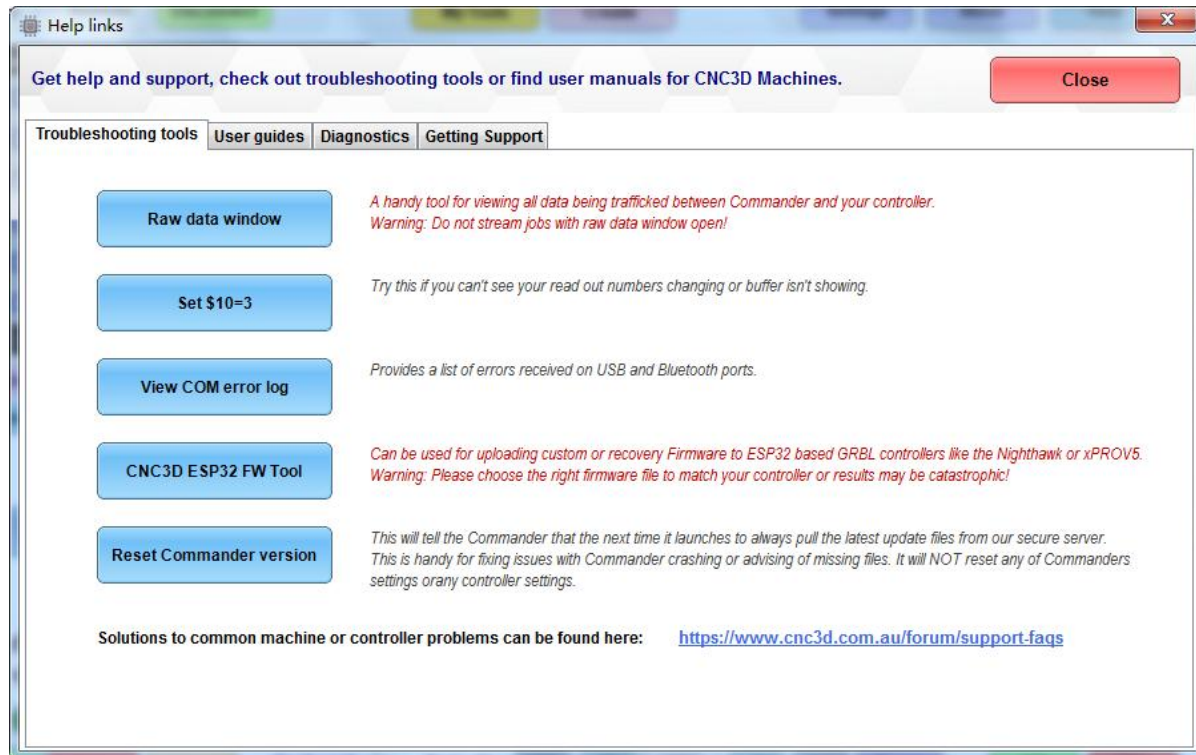 Help links
Get help and support, check out troubleshooting tools or find user manuals for CNC3D Machines.
Close
Troubleshooting tools
User guides
Diagnostics
Getting Support
Raw data window
A handy tool for viewing all data being trafficked between Commander and your controller.
Warning: Do not stream jobs with raw data window open!
Set $10=3
Try this if you can't see your read out numbers changing or buffer isn't showing.
View COM error log
Provides a list of errors received on USB and Bluetooth ports.
CNC3D ESP32 FW Tool
Can be used for uploading custom or recovery Firmware to ESP32 based GRBL controllers like the Nighthawk or xPROV5.
Warning: Please choose the right firmware file to match your controller or results may be catastrophic!
Reset Commander version
This will tell the Commander that the next time it launches to always pull the latest update files from our secure server.
This is handy for fixing issues with Commander crashing or advising of missing files. It will NOT reset any of Commanders
settings orany controller settings.
Solutions to common machine or controller problems can be found here: https://www.cnc3d.com.au/forum/support-faqs